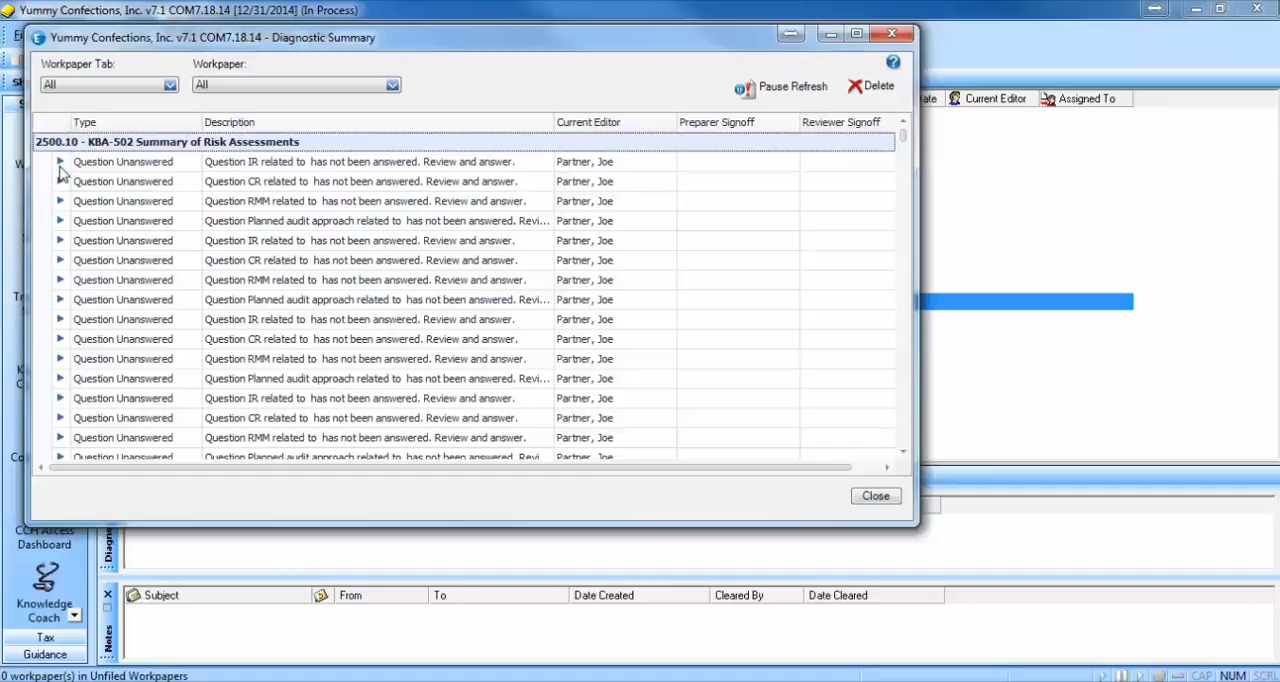 Yummy Confections, Inc. v7.1 COM7.18.14 [12/31/2014] (In Process)
Yummy Confections, Inc. v7.1 COM7.18.14 - Diagnostic Summary
Workpaper Tab: Workpaper:
All All
Pause Refresh Delete
Current Editor Assigned To
Type Description Current Editor Preparer Signoff Reviewer Signoff
2500.10 - KBA-502 Summary of Risk Assessments
Question Unanswered Question IR related to has not been answered. Review and answer. Partner, Joe
Question Unanswered Question CR related to has not been answered. Review and answer. Partner, Joe
Question Unanswered Question RMM related to has not been answered. Review and answer. Partner, Joe
Question Unanswered Question Planned audit approach related to has not been answered. Revi... Partner, Joe
Question Unanswered Question IR related to has not been answered. Review and answer. Partner, Joe
Question Unanswered Question CR related to has not been answered. Review and answer. Partner, Joe
Question Unanswered Question RMM related to has not been answered. Review and answer. Partner, Joe
Question Unanswered Question Planned audit approach related to has not been answered. Revi... Partner, Joe
Question Unanswered Question IR related to has not been answered. Review and answer. Partner, Joe
Question Unanswered Question CR related to has not been answered. Review and answer. Partner, Joe
Question Unanswered Question RMM related to has not been answered. Review and answer. Partner, Joe
Question Unanswered Question Planned audit approach related to has not been answered. Revi... Partner, Joe
Question Unanswered Question IR related to has not been answered. Review and answer. Partner, Joe
Question Unanswered Question CR related to has not been answered. Review and answer. Partner, Joe
Question Unanswered Question RMM related to has not been answered. Review and answer. Partner, Joe
Question Unanswered Question Planned audit approach related to has not been answered. Revi Partner, Joe
Close
CCH Axcess
Dashboard
Knowledge
Coach
Tax
Guidance
Subject From To Date Created Cleared By Date Cleared
Notes
0 workpaper(s) in Unfiled Workpapers CAP NUM SCRL